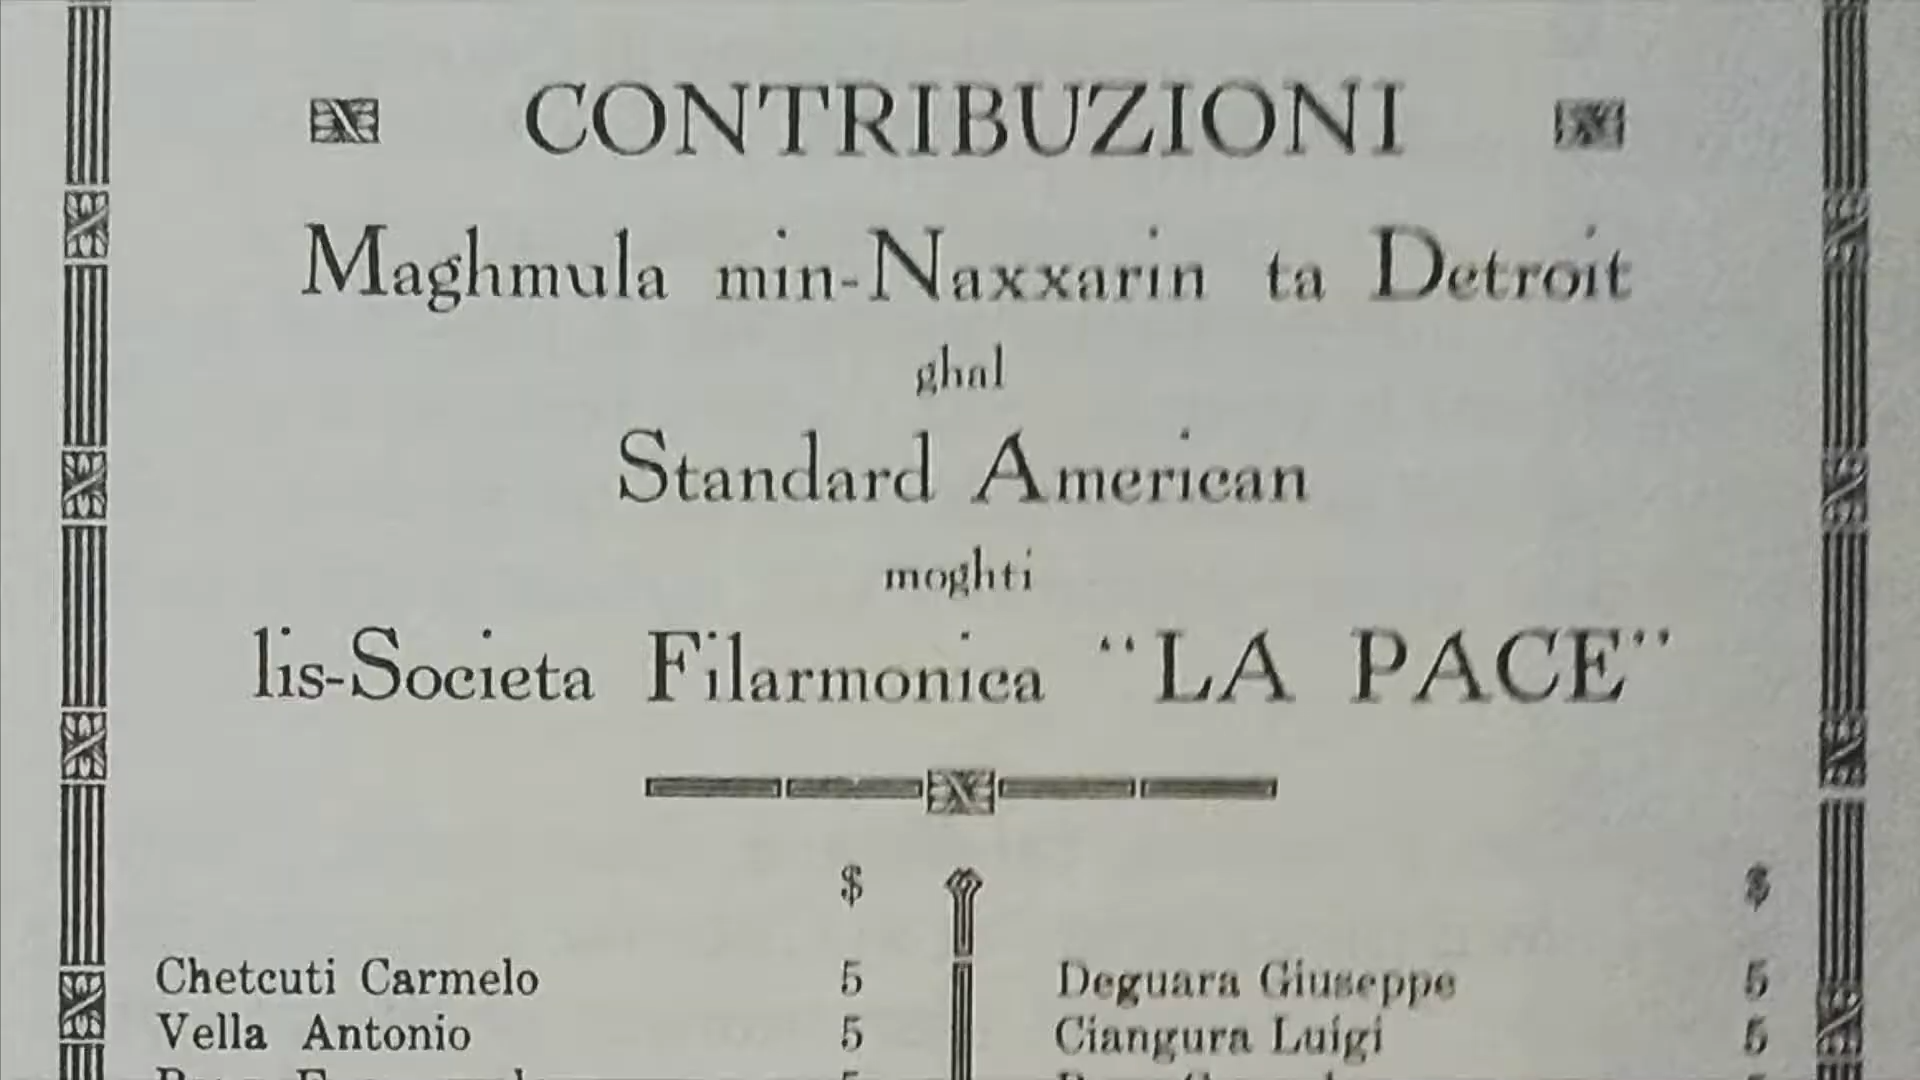 CONTRIBUZIONI
Maghmula min-Naxxarin ta Detroit
ghal
Standard American
moghti
lis-Societa Filarmonica "LA PACE"
$ $
Chetcuti Carmelo 5 Deguara Giuseppe 5
Vella Antonio 5 Ciangura Luigi 5